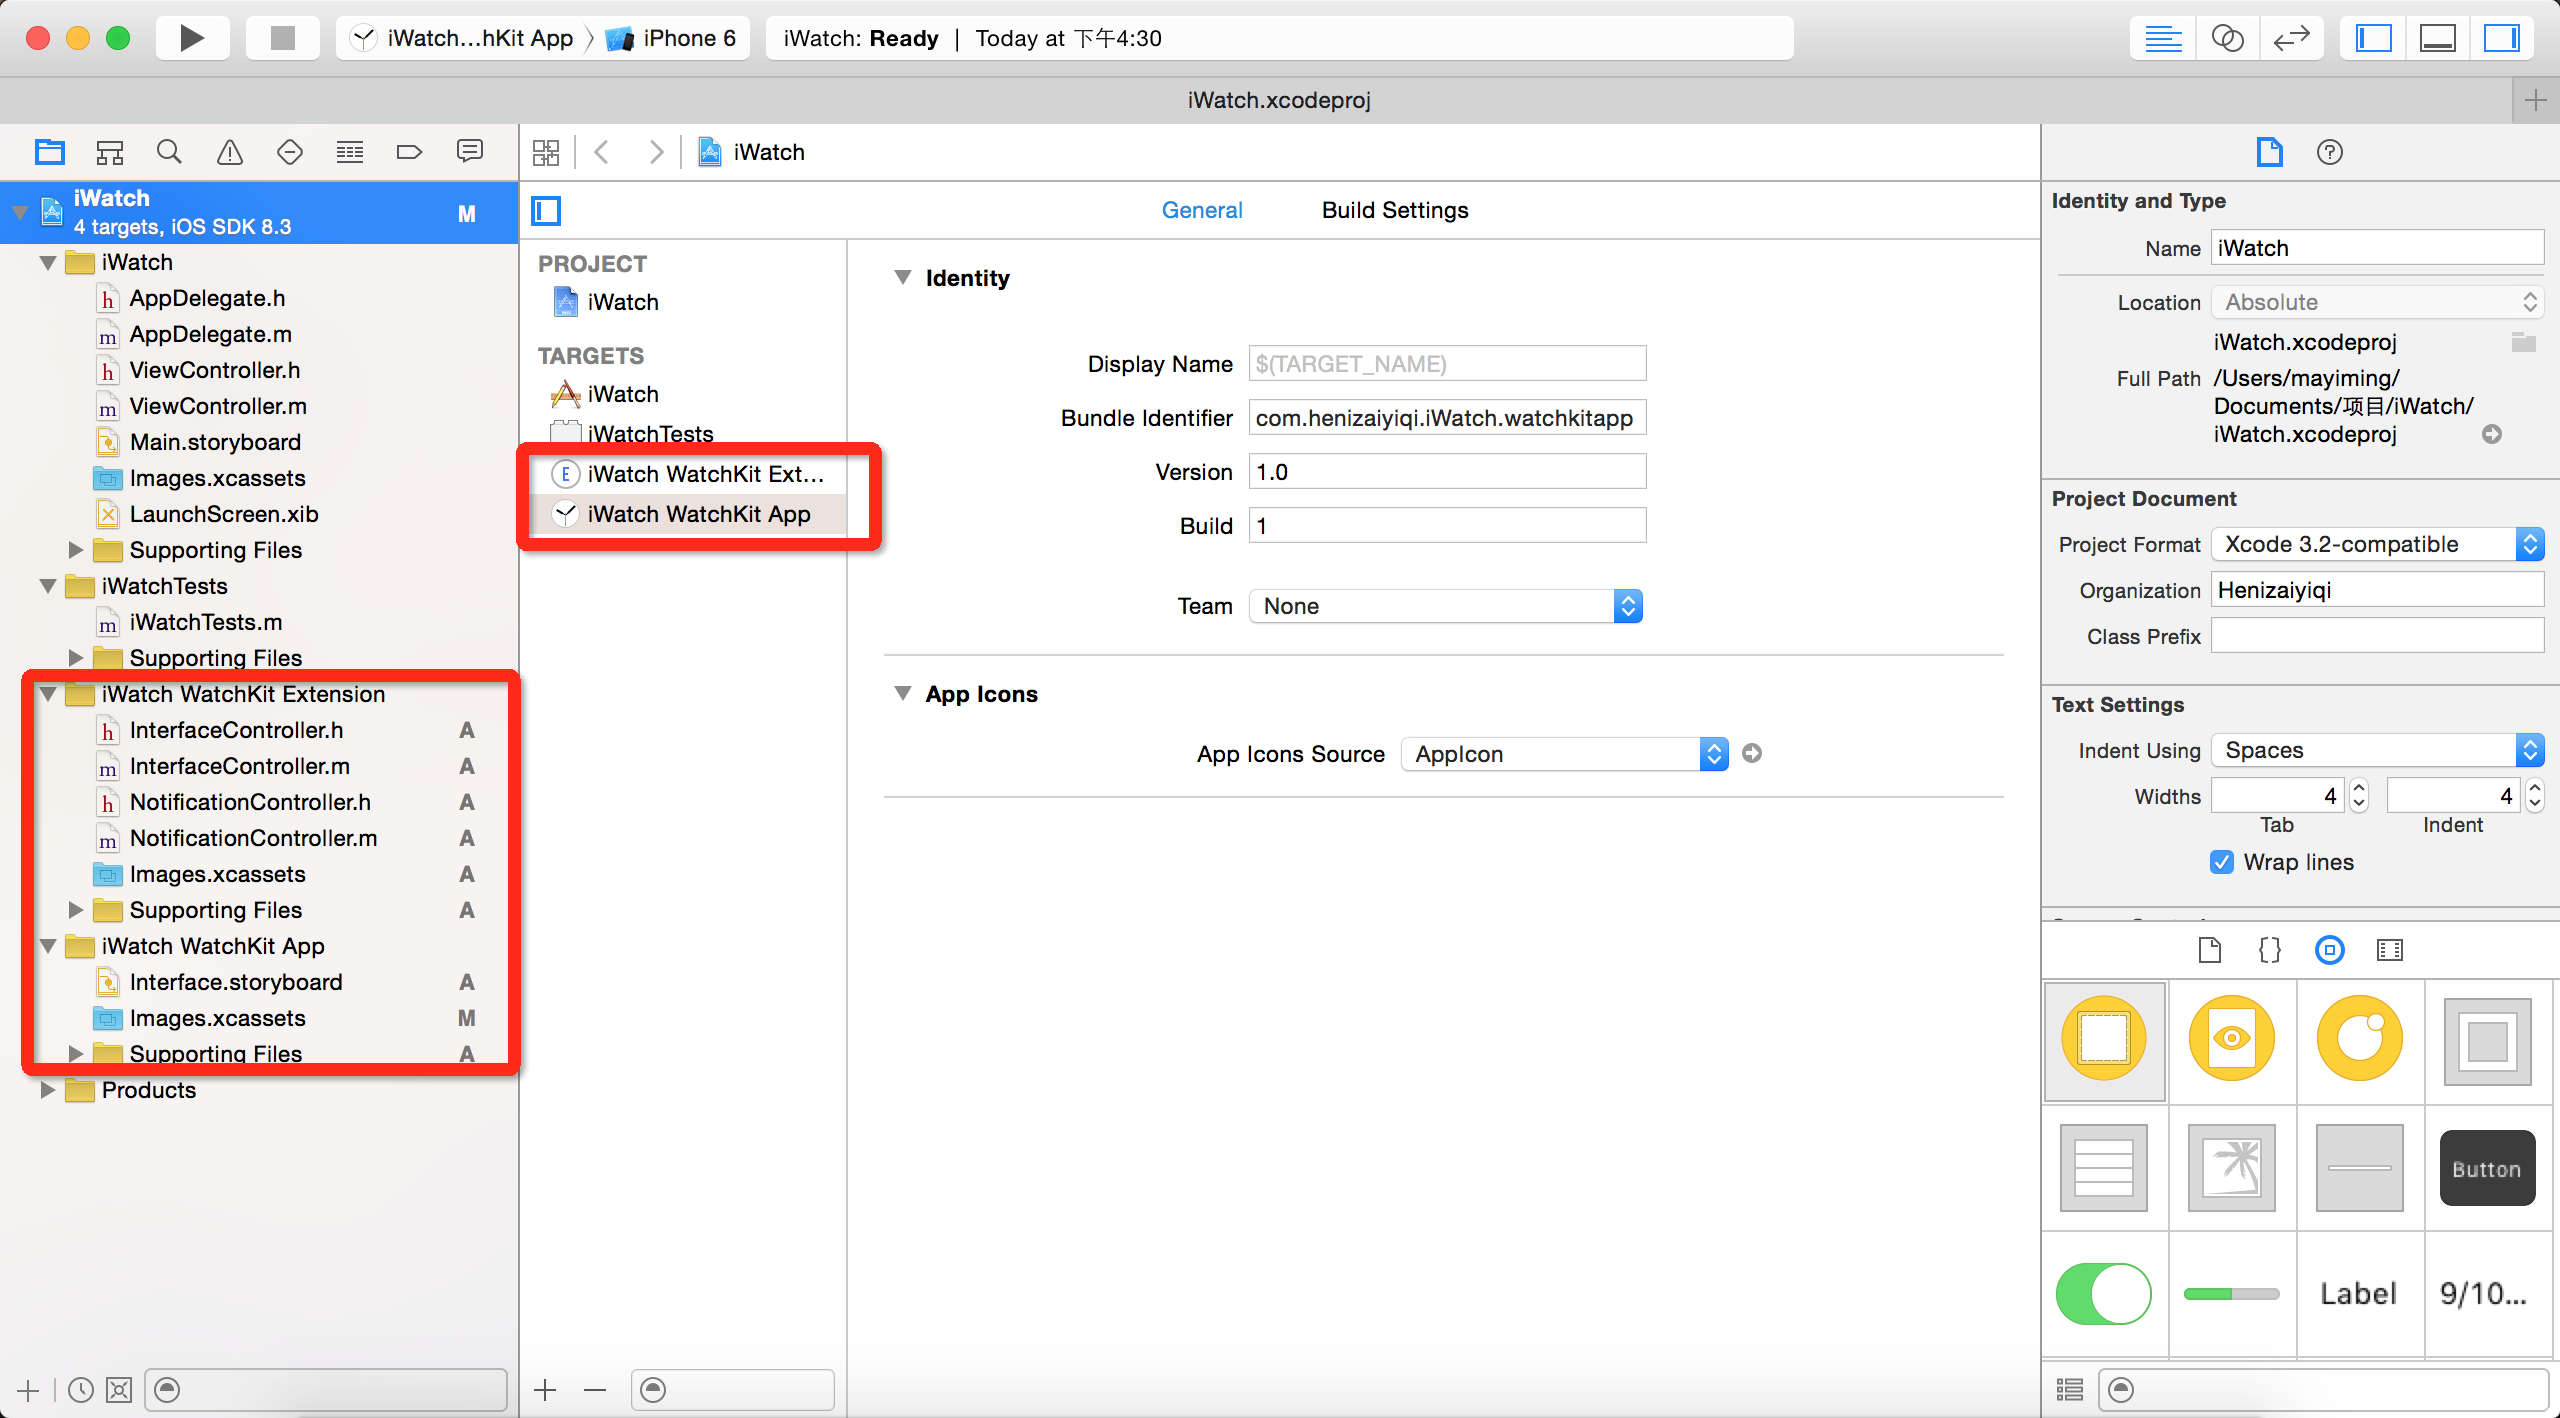 iWatch...hKit App
iPhone 6
iWatch: Ready | Today at 下午4:30
iWatch.xcodeproj
iWatch
4 targets, iOS SDK 8.3
M
iWatch
AppDelegate.h
AppDelegate.m
ViewController.h
ViewController.m
Main.storyboard
Images.xcassets
LaunchScreen.xib
Supporting Files
iWatchTests
iWatchTests.m
Supporting Files
iWatch WatchKit Extension
InterfaceController.h A
InterfaceController.m A
NotificationController.h A
NotificationController.m A
Images.xcassets A
Supporting Files A
iWatch WatchKit App
Interface.storyboard A
Images.xcassets M
Supporting Files A
Products
iWatch
General
Build Settings
PROJECT
iWatch
TARGETS
iWatch
iWatchTests
E iWatch WatchKit Ext...
iWatch WatchKit App
Identity
Display Name $(TARGET_NAME)
Bundle Identifier com.henizaiyiqi.iWatch.watchkitapp
Version 1.0
Build 1
Team None
App Icons
App Icons Source AppIcon
Identity and Type
Name iWatch
Location Absolute
iWatch.xcodeproj
Full Path /Users/mayiming/
Documents/项目/iWatch/
iWatch.xcodeproj
Project Document
Project Format Xcode 3.2-compatible
Organization Henizaiyiqi
Class Prefix
Text Settings
Indent Using Spaces
Widths 4 4
Tab Indent
Wrap lines
Button
Label
9/10...